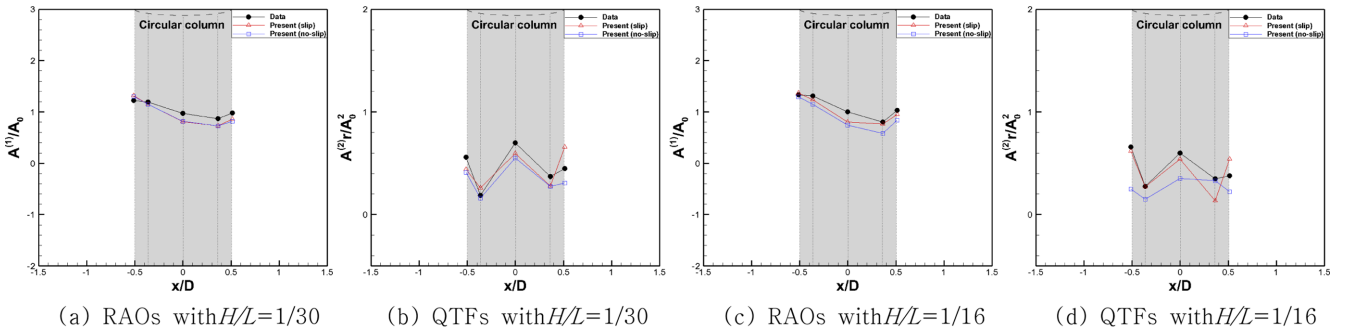 Circular column
Data
Present (slip)
Present (no-slip)
A(1)/A0
3
2
1
0
-1
-2
-1.5
-1
-0.5
0
0.5
1
1.5
x/D
(a) RAOs withH/L=1/30
Circular column
Data
Present (slip)
Present (no-slip)
A(2)r/A0^2
2
1
0
-1.5
-1
-0.5
0
0.5
1
1.5
x/D
(b) QTFs withH/L=1/30
Circular column
Data
Present (slip)
Present (no-slip)
A(1)/A0
3
2
1
0
-1
-2
-1.5
-1
-0.5
0
0.5
1
1.5
x/D
(c) RAOs withH/L=1/16
Circular column
Data
Present (slip)
Present (no-slip)
A(2)r/A0^2
2
1
0
-1.5
-1
-0.5
0
0.5
1
1.5
x/D
(d) QTFs withH/L=1/16